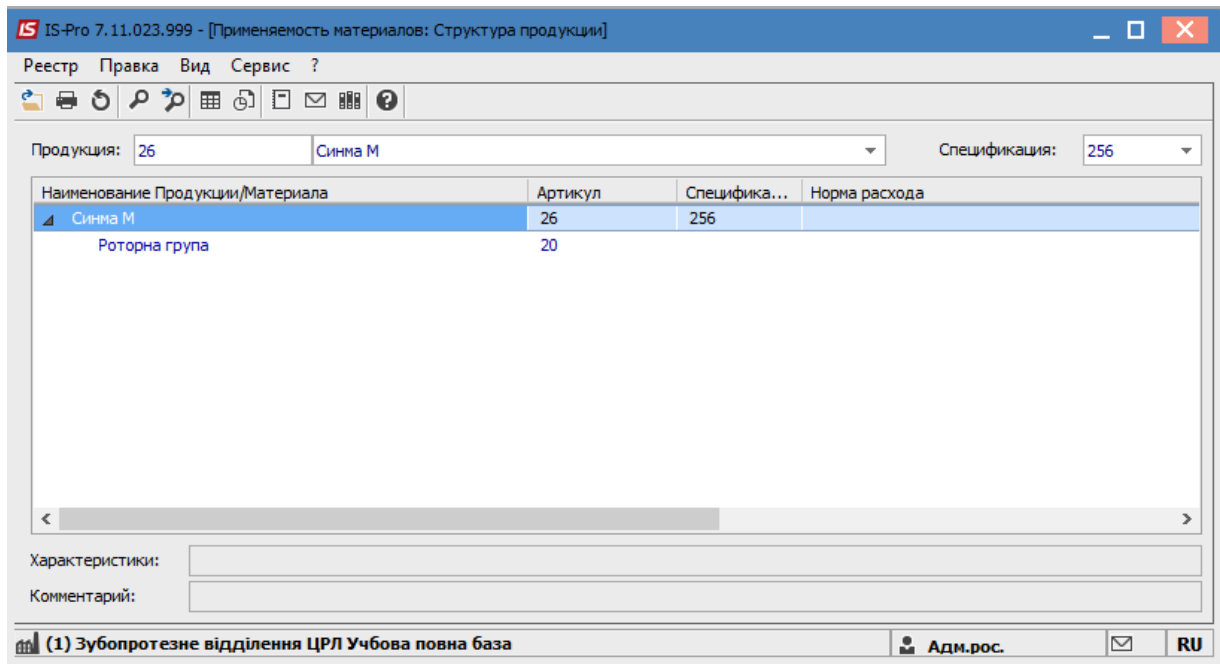 IS IS-Pro 7.11.023.999 - [Применяемость материалов: Структура продукции]
Реестр Правка Вид Сервис ?
Продукция: 26 Синма М Спецификация: 256
Наименование Продукции/Материала Артикул Специфика... Норма расхода
Синма М 26 256
Роторна група 20
Характеристики:
Комментарий:
(1) Зубопротезне відділення ЦРЛ Учбова повна база Адм.рос. RU